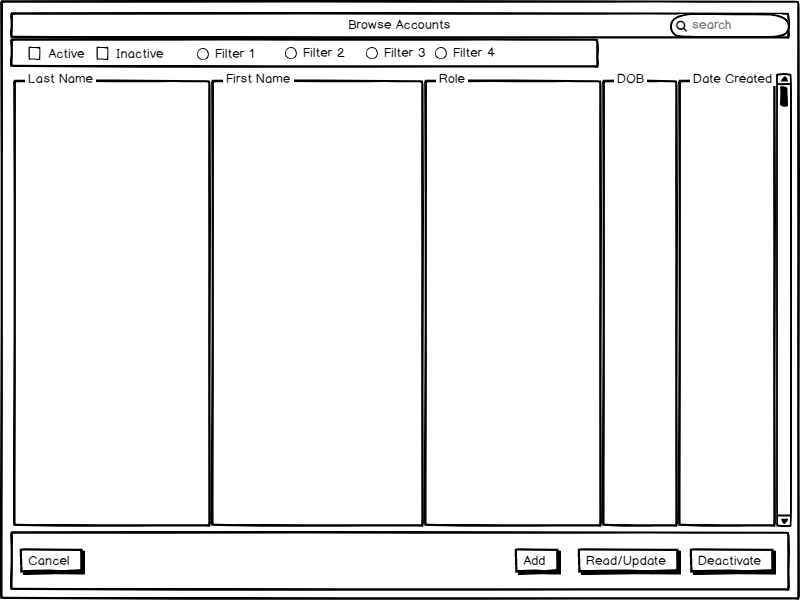 Browse Accounts search
Active Inactive Filter 1 Filter 2 Filter 3 Filter 4
Last Name First Name Role DOB Date Created
Cancel Add Read/Update Deactivate